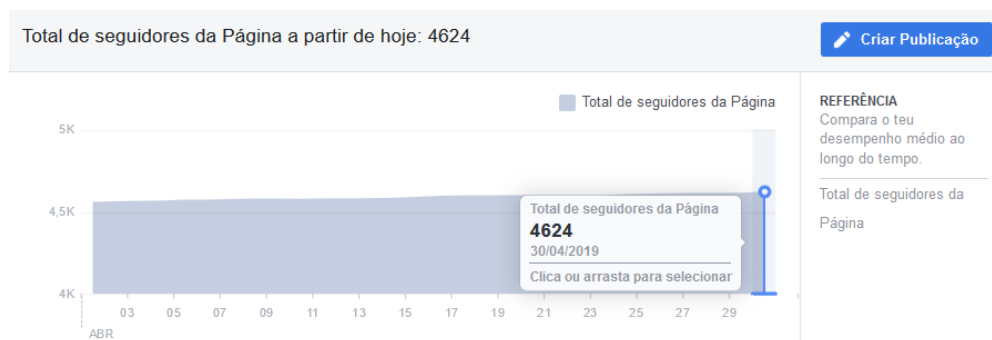 Total de seguidores da Página a partir de hoje: 4624
Criar Publicação
Total de seguidores da Página
5K
4,5K
4K
Total de seguidores da Página
4624
30/04/2019
Clica ou arrasta para selecionar
03 05 07 09 11 13 15 17 19 21 23 25 27 29
ABR
REFERÊNCIA
Compara o teu
desempenho médio ao
longo do tempo.
Total de seguidores da
Página